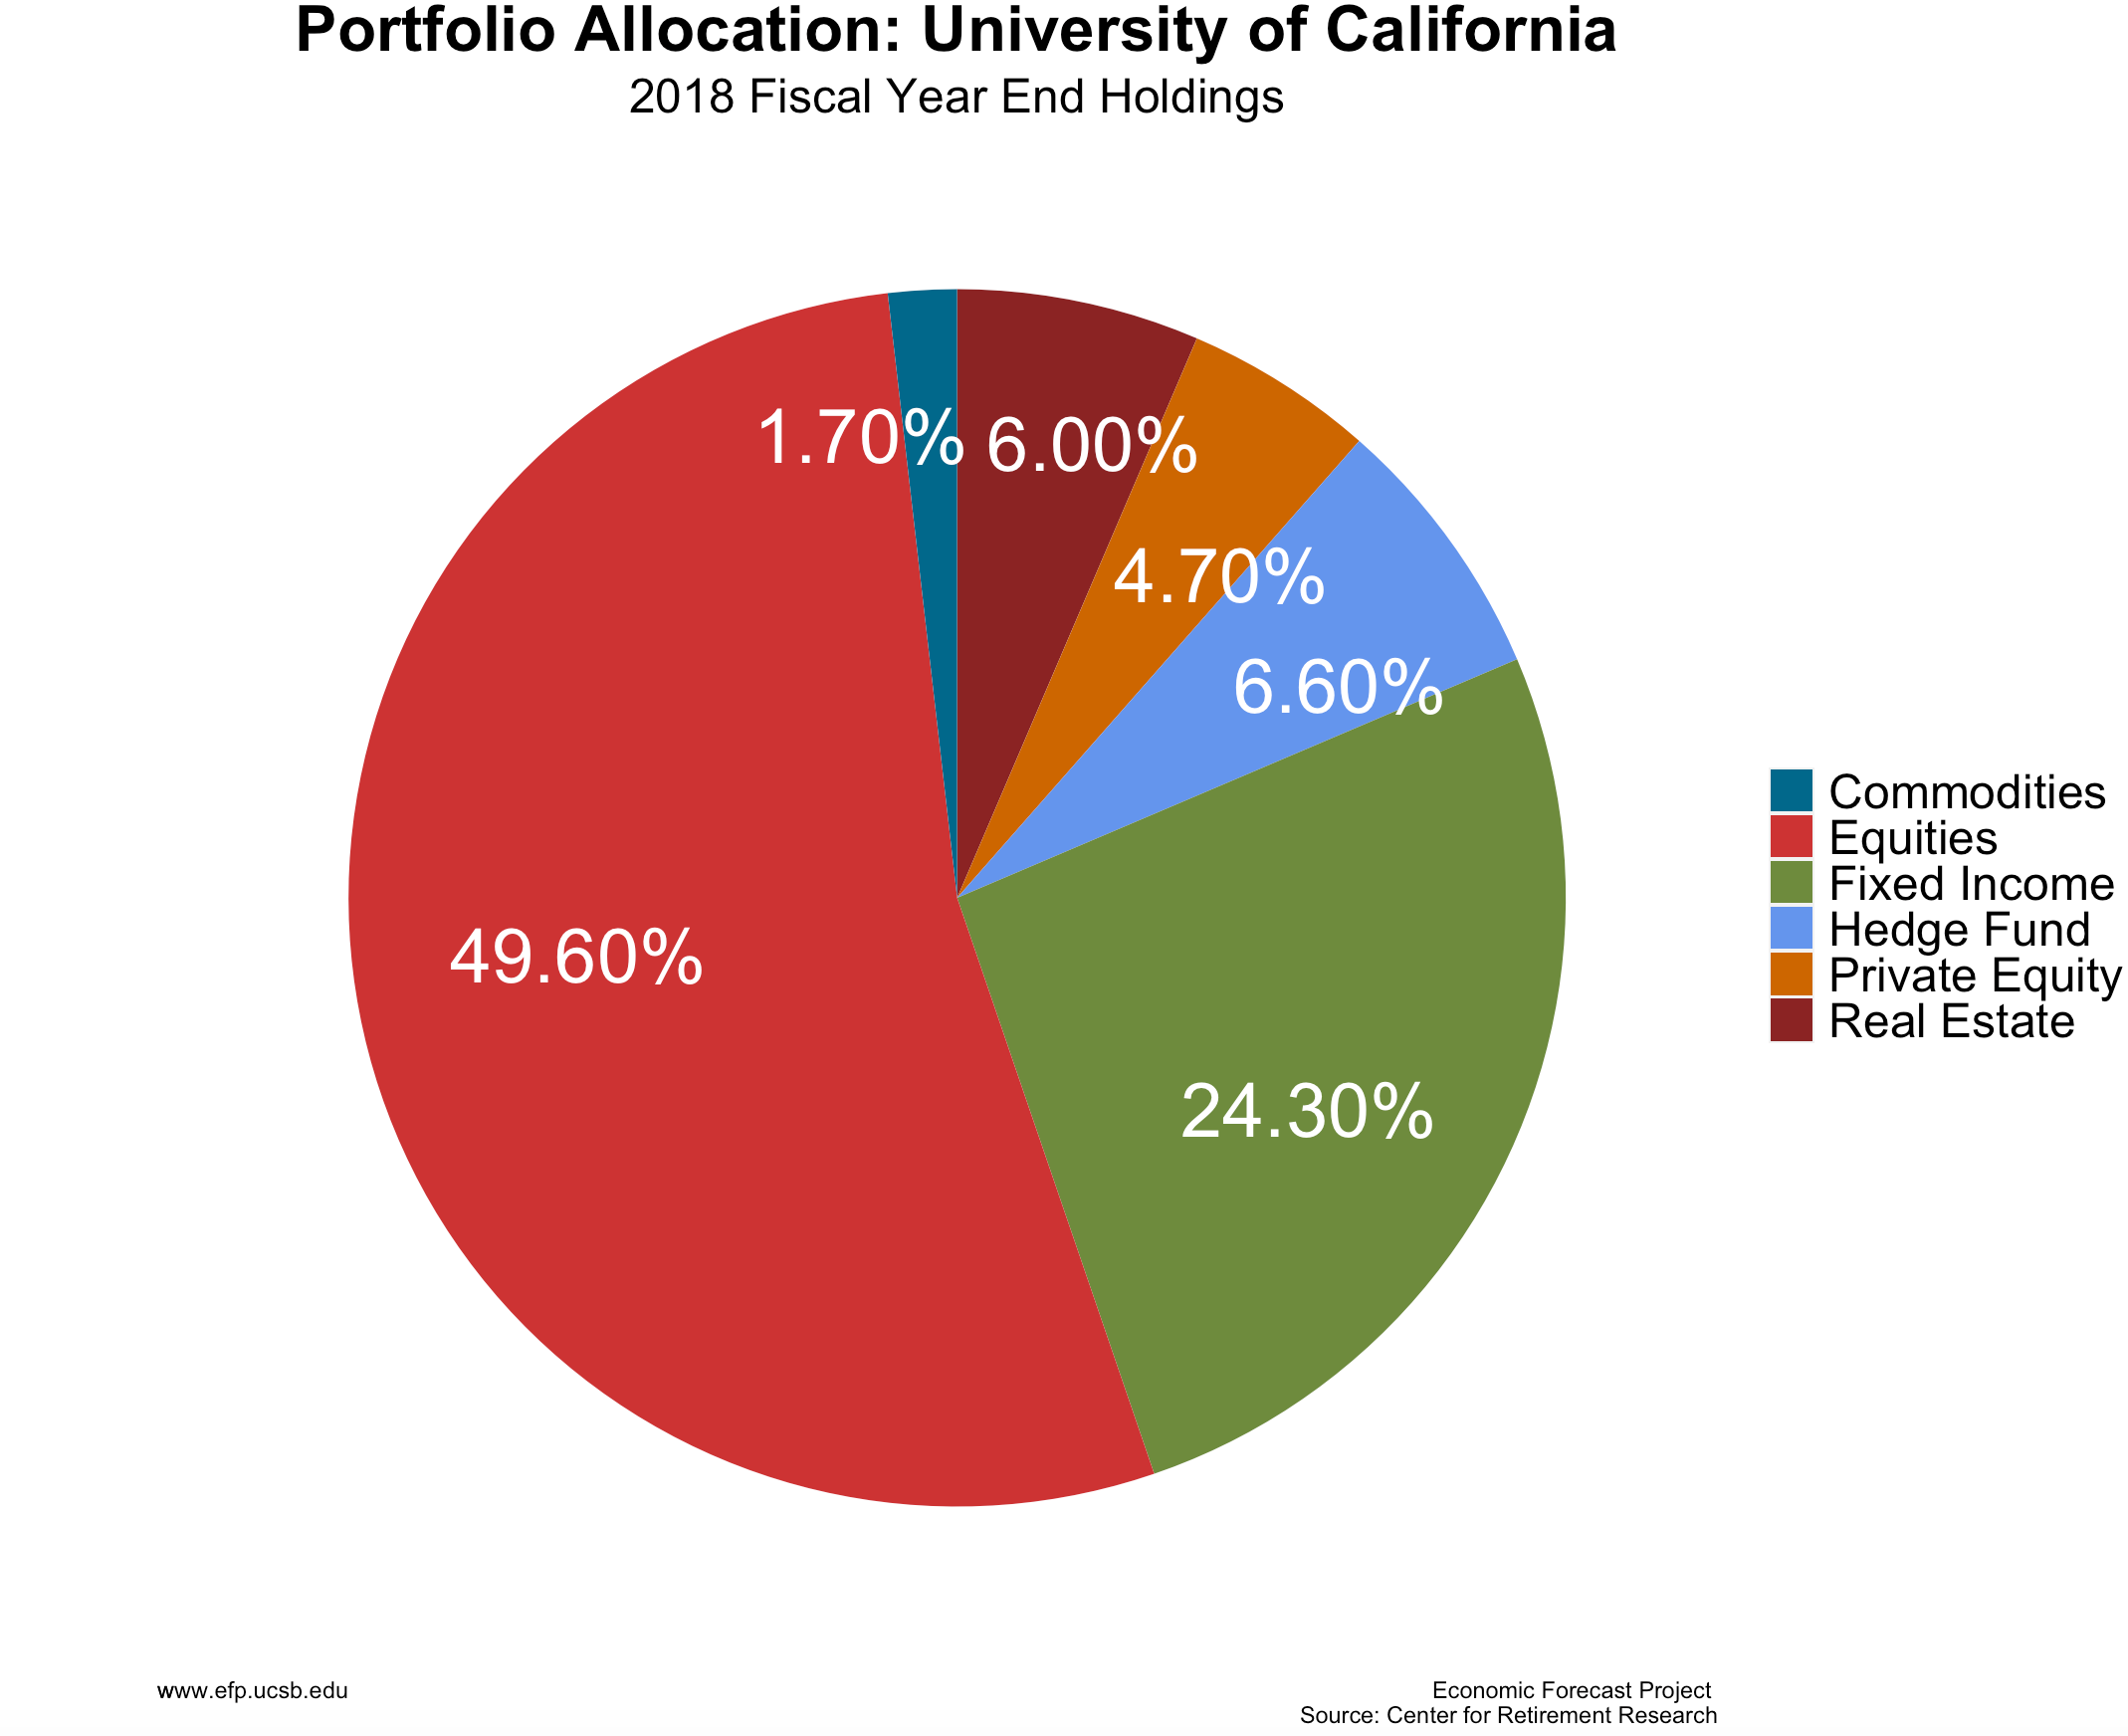 Portfolio Allocation: University of California
2018 Fiscal Year End Holdings
1.70%
6.00%
4.70%
6.60%
49.60%
24.30%
Commodities
Equities
Fixed Income
Hedge Fund
Private Equity
Real Estate
www.efp.ucsb.edu
Economic Forecast Project
Source: Center for Retirement Research